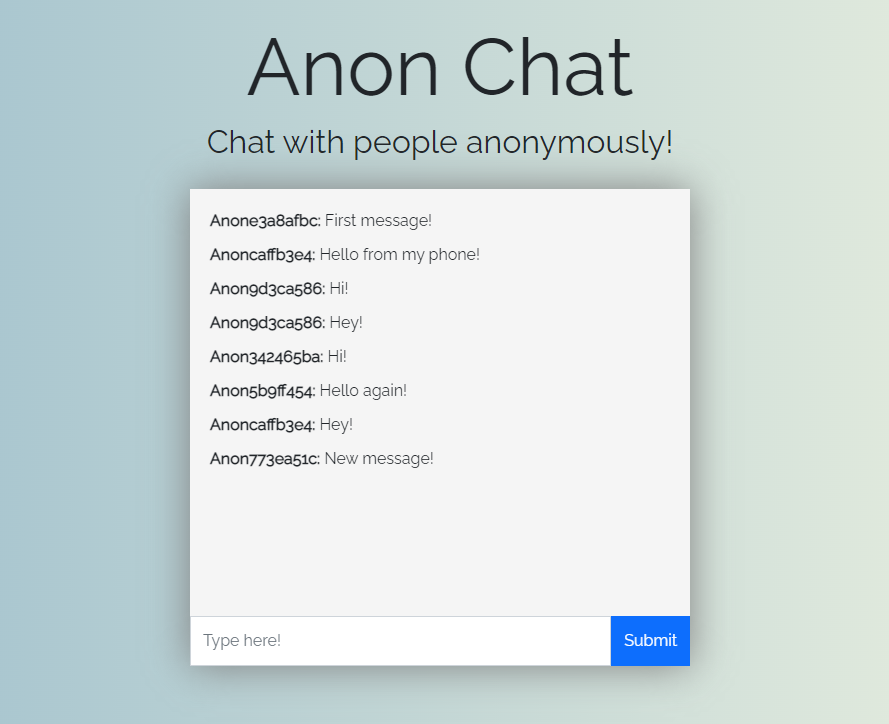 Anon Chat
Chat with people anonymously!
Anone3a8afbc: First message!
Anoncaffb3e4: Hello from my phone!
Anon9d3ca586: Hi!
Anon9d3ca586: Hey!
Anon342465ba: Hi!
Anon5b9ff454: Hello again!
Anoncaffb3e4: Hey!
Anon773ea51c: New message!
Type here! Submit